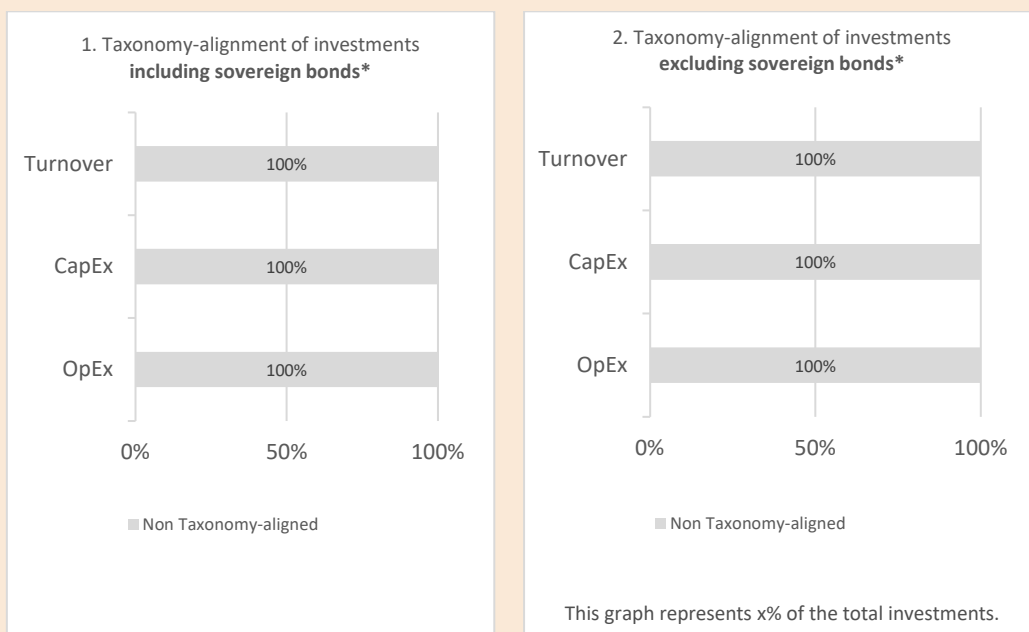 1. Taxonomy-alignment of investments
including sovereign bonds*
Turnover
100%
CapEx
100%
OpEx
100%
0% 50% 100%
Non Taxonomy-aligned
2. Taxonomy-alignment of investments
excluding sovereign bonds*
Turnover
100%
CapEx
100%
OpEx
100%
0% 50% 100%
Non Taxonomy-aligned
This graph represents x% of the total investments.